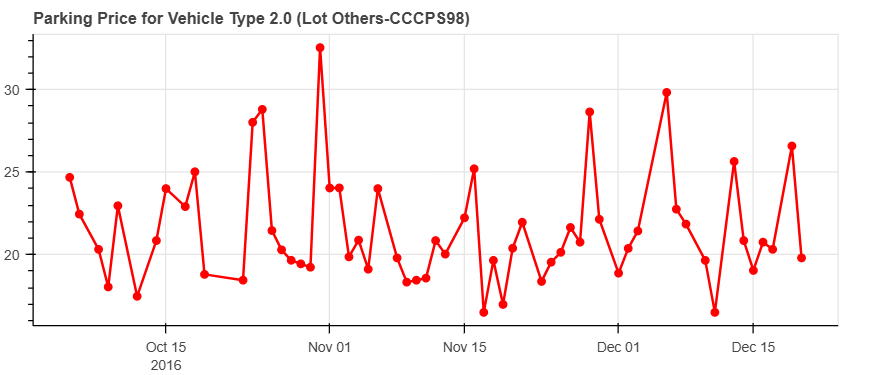 Parking Price for Vehicle Type 2.0 (Lot Others-CCCPS98)
30
25
20
Oct 15 Nov 01 Nov 15 Dec 01 Dec 15
2016